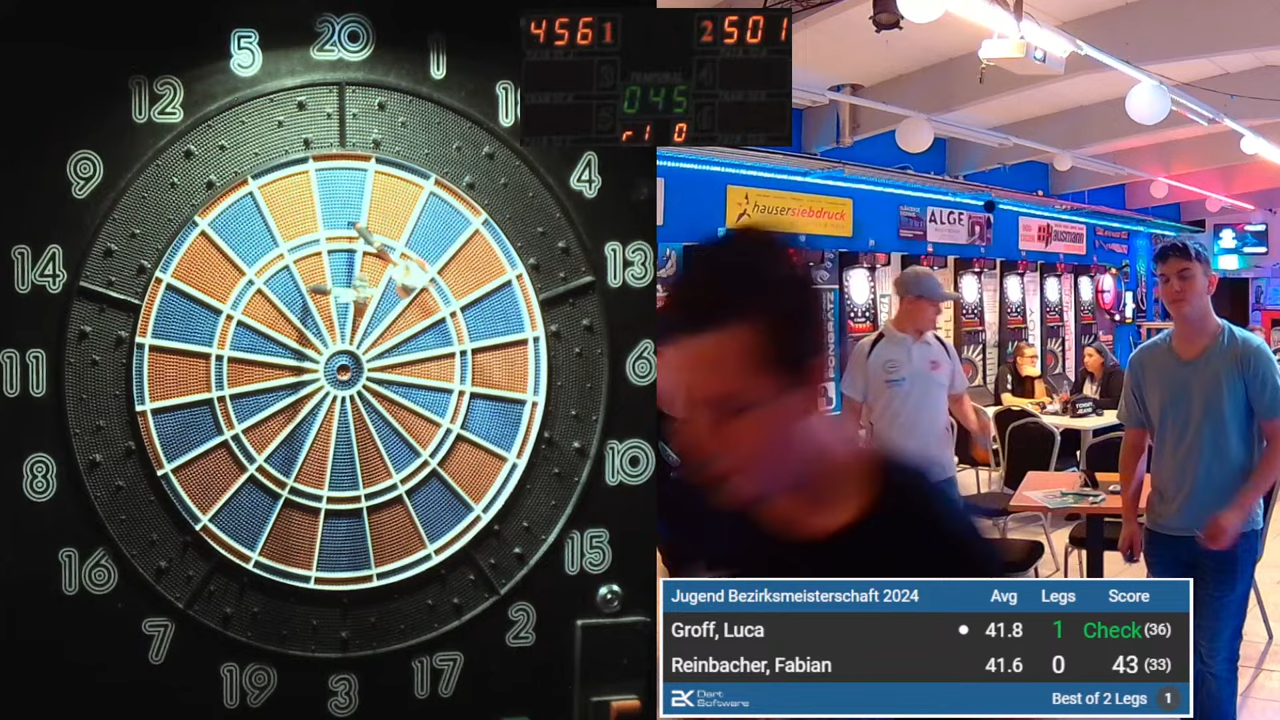 4561 2501
045
r1 0
20
5
1
12
9
4
14
13
11
6
8
10
16
15
7
2
19
3
17
hausersiebdruck
ALGE
ausmann
Jugend Bezirksmeisterschaft 2024 Avg Legs Score
Groff, Luca 41.8 1 Check (36)
Reinbacher, Fabian 41.6 0 43 (33)
2K Dart Software Best of 2 Legs 1